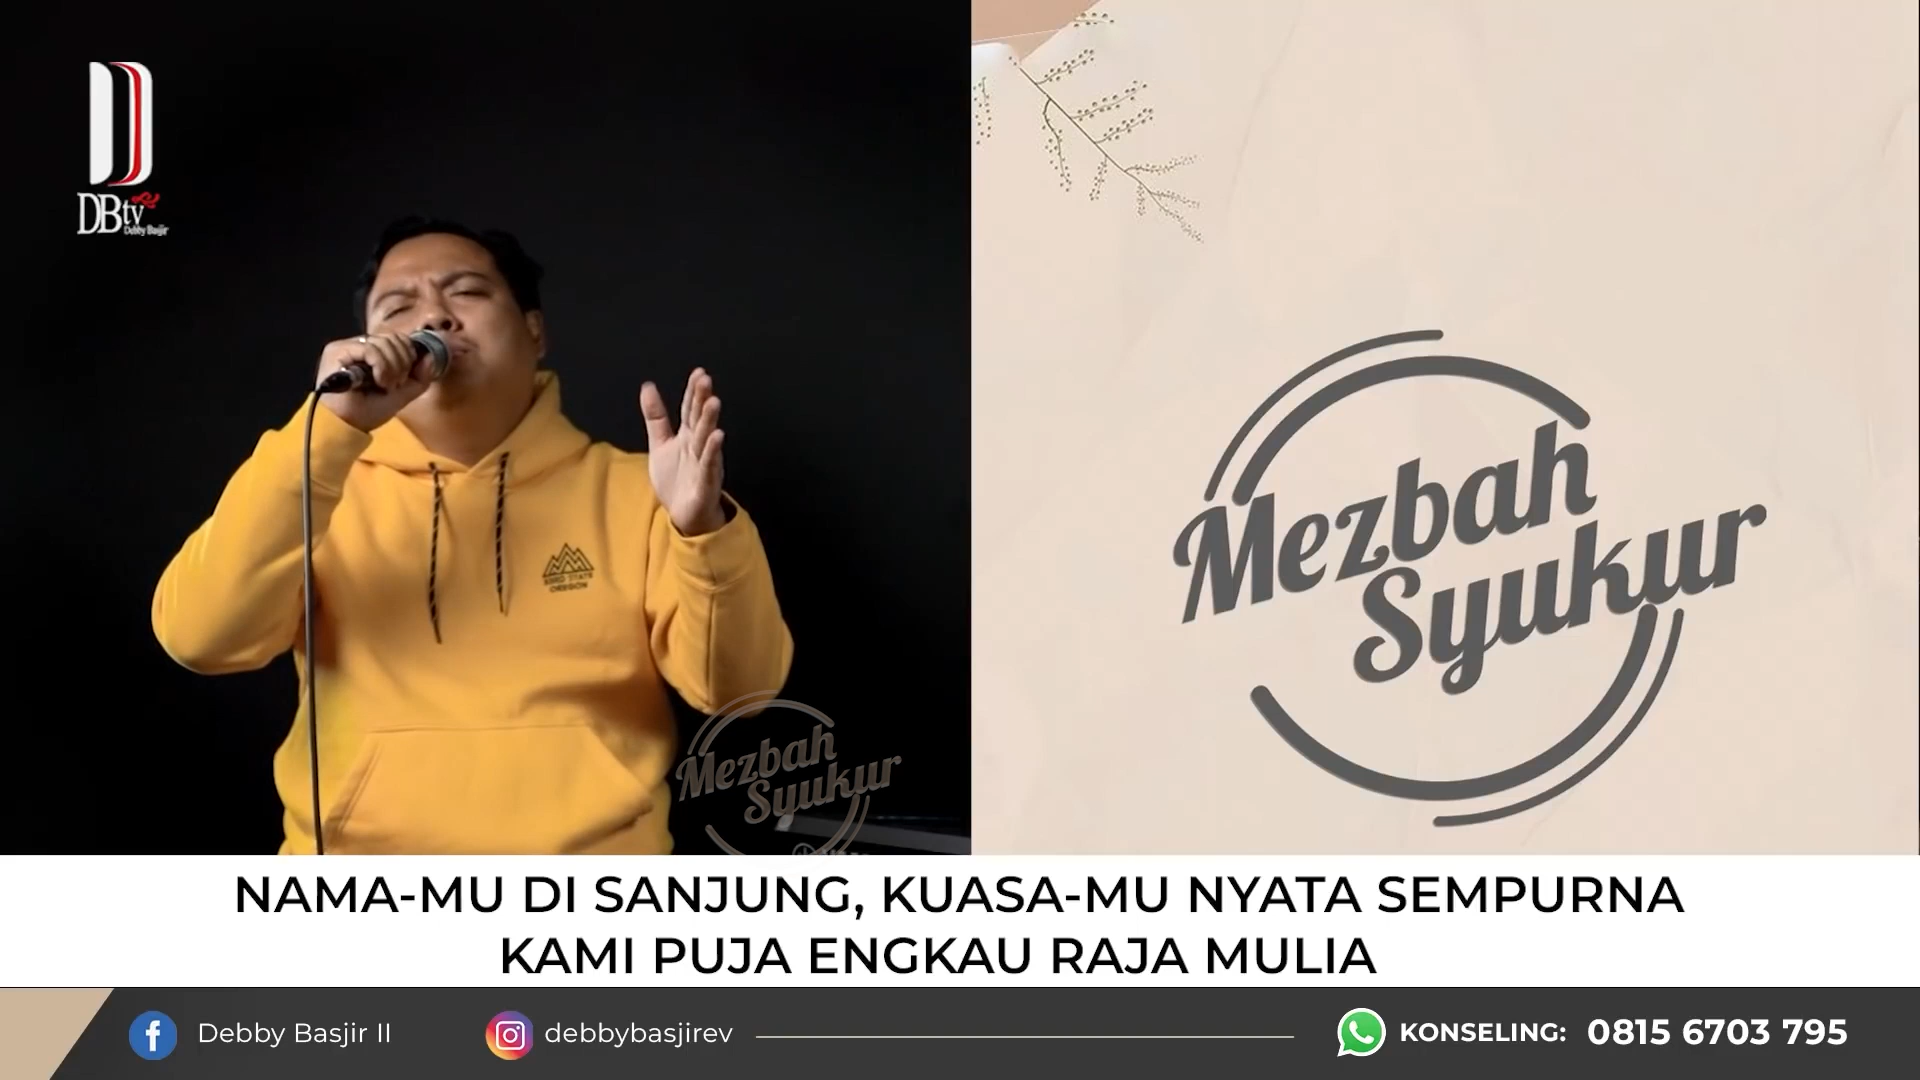 DBtv
Debby Basjir
OREGON
Mezbah
Syukur
Mezbah
Syukur
NAMA-MU DI SANJUNG, KUASA-MU NYATA SEMPURNA
KAMI PUJA ENGKAU RAJA MULIA
Debby Basjir II
debbybasjirev
KONSELING: 0815 6703 795